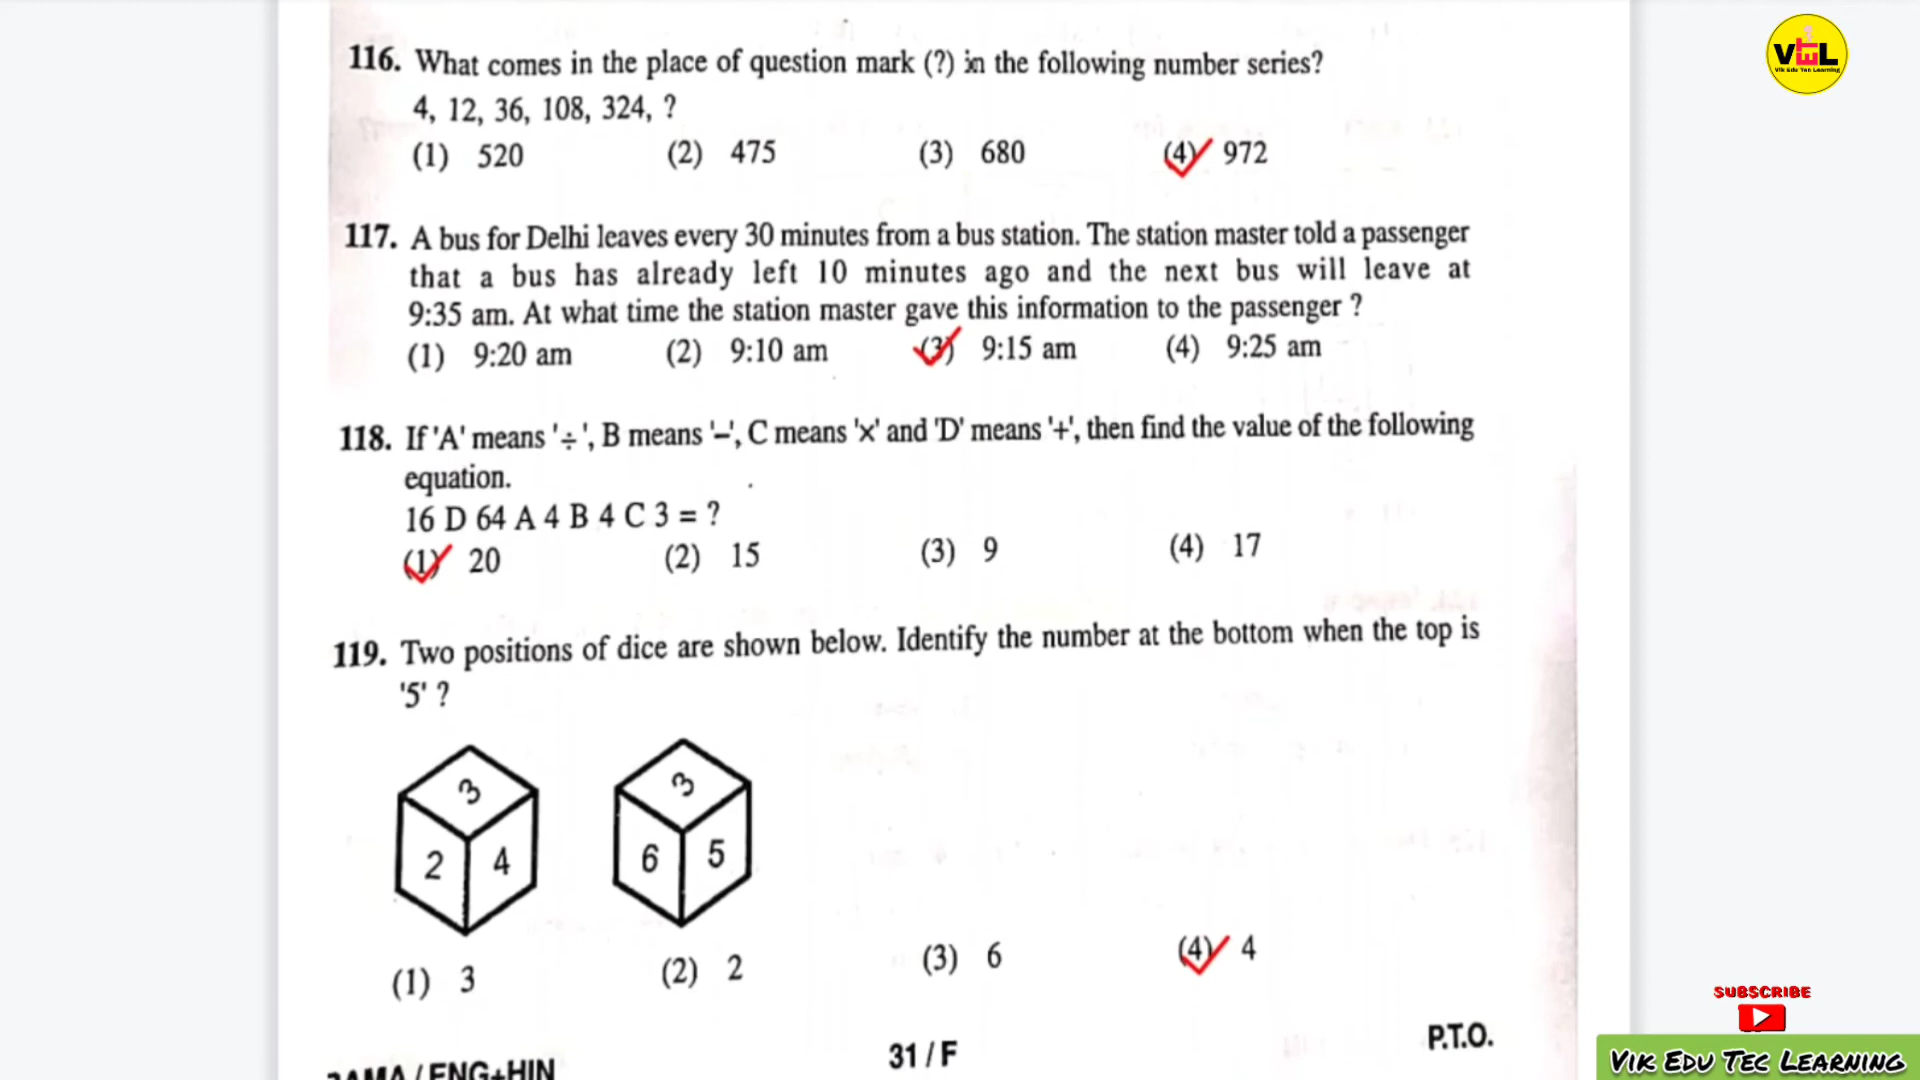 116. What comes in the place of question mark (?) in the following number series?
4, 12, 36, 108, 324, ?
(1) 520 (2) 475 (3) 680 (4) 972
117. A bus for Delhi leaves every 30 minutes from a bus station. The station master told a passenger
that a bus has already left 10 minutes ago and the next bus will leave at
9:35 am. At what time the station master gave this information to the passenger ?
(1) 9:20 am (2) 9:10 am (3) 9:15 am (4) 9:25 am
118. If 'A' means '÷', B means '–', C means 'x' and 'D' means '+', then find the value of the following
equation.
16 D 64 A 4 B 4 C 3 = ?
(1) 20 (2) 15 (3) 9 (4) 17
119. Two positions of dice are shown below. Identify the number at the bottom when the top is
'5' ?
3 3
2 4 6 5
(1) 3 (2) 2 (3) 6 (4) 4
31 / F
P.T.O.
/ ENG+HIN
VEL
Vik Edu Tec Learning
SUBSCRIBE
VIK EDU TEC LEARNING